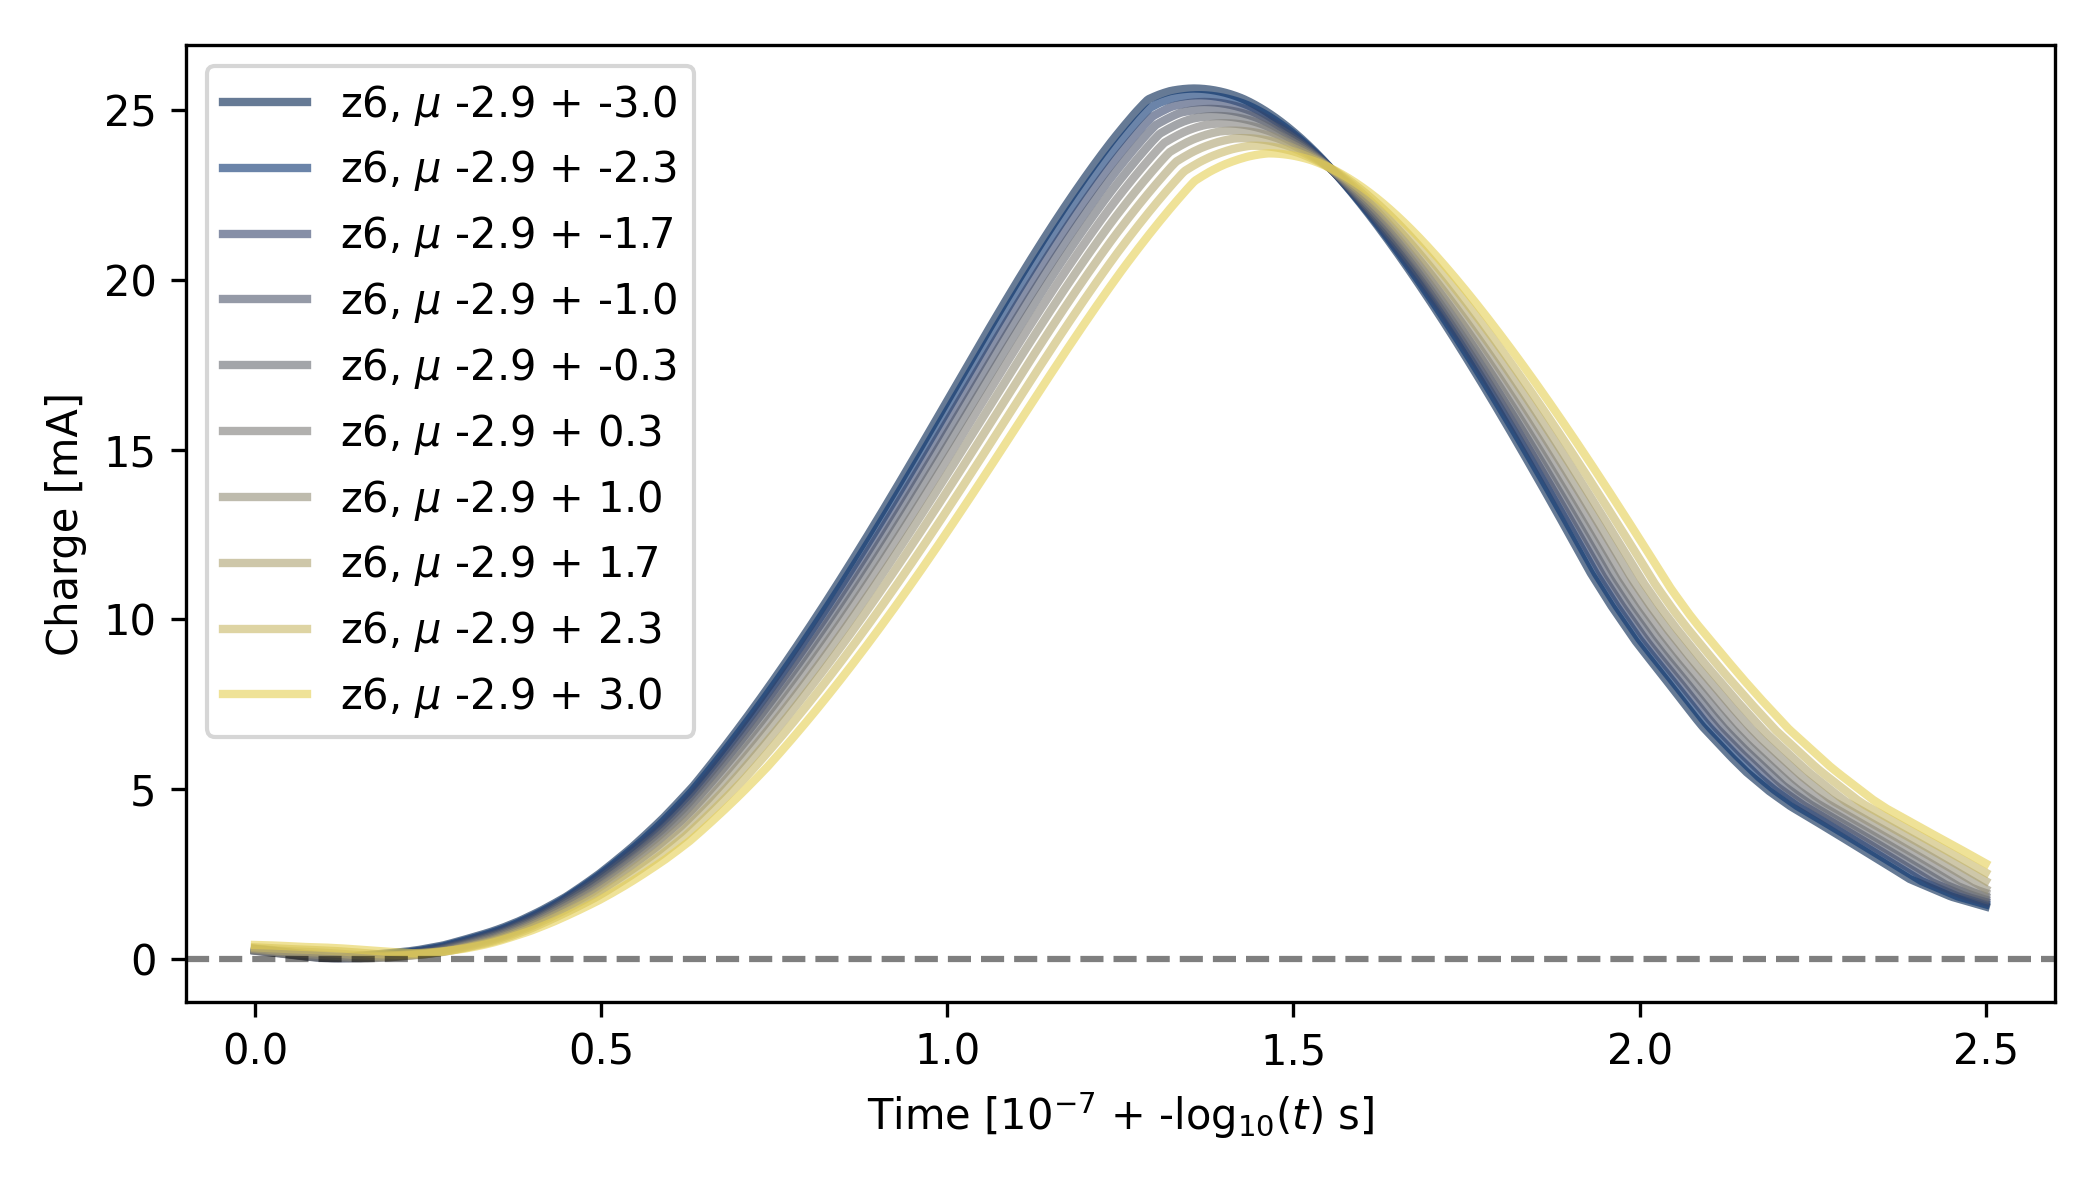 z6, μ -2.9 + -3.0
z6, μ -2.9 + -2.3
z6, μ -2.9 + -1.7
z6, μ -2.9 + -1.0
z6, μ -2.9 + -0.3
z6, μ -2.9 + 0.3
z6, μ -2.9 + 1.0
z6, μ -2.9 + 1.7
z6, μ -2.9 + 2.3
z6, μ -2.9 + 3.0
25
20
15
10
5
0
Charge [mA]
0.0 0.5 1.0 1.5 2.0 2.5
Time [10⁻⁷ + -log₁₀(t) s]